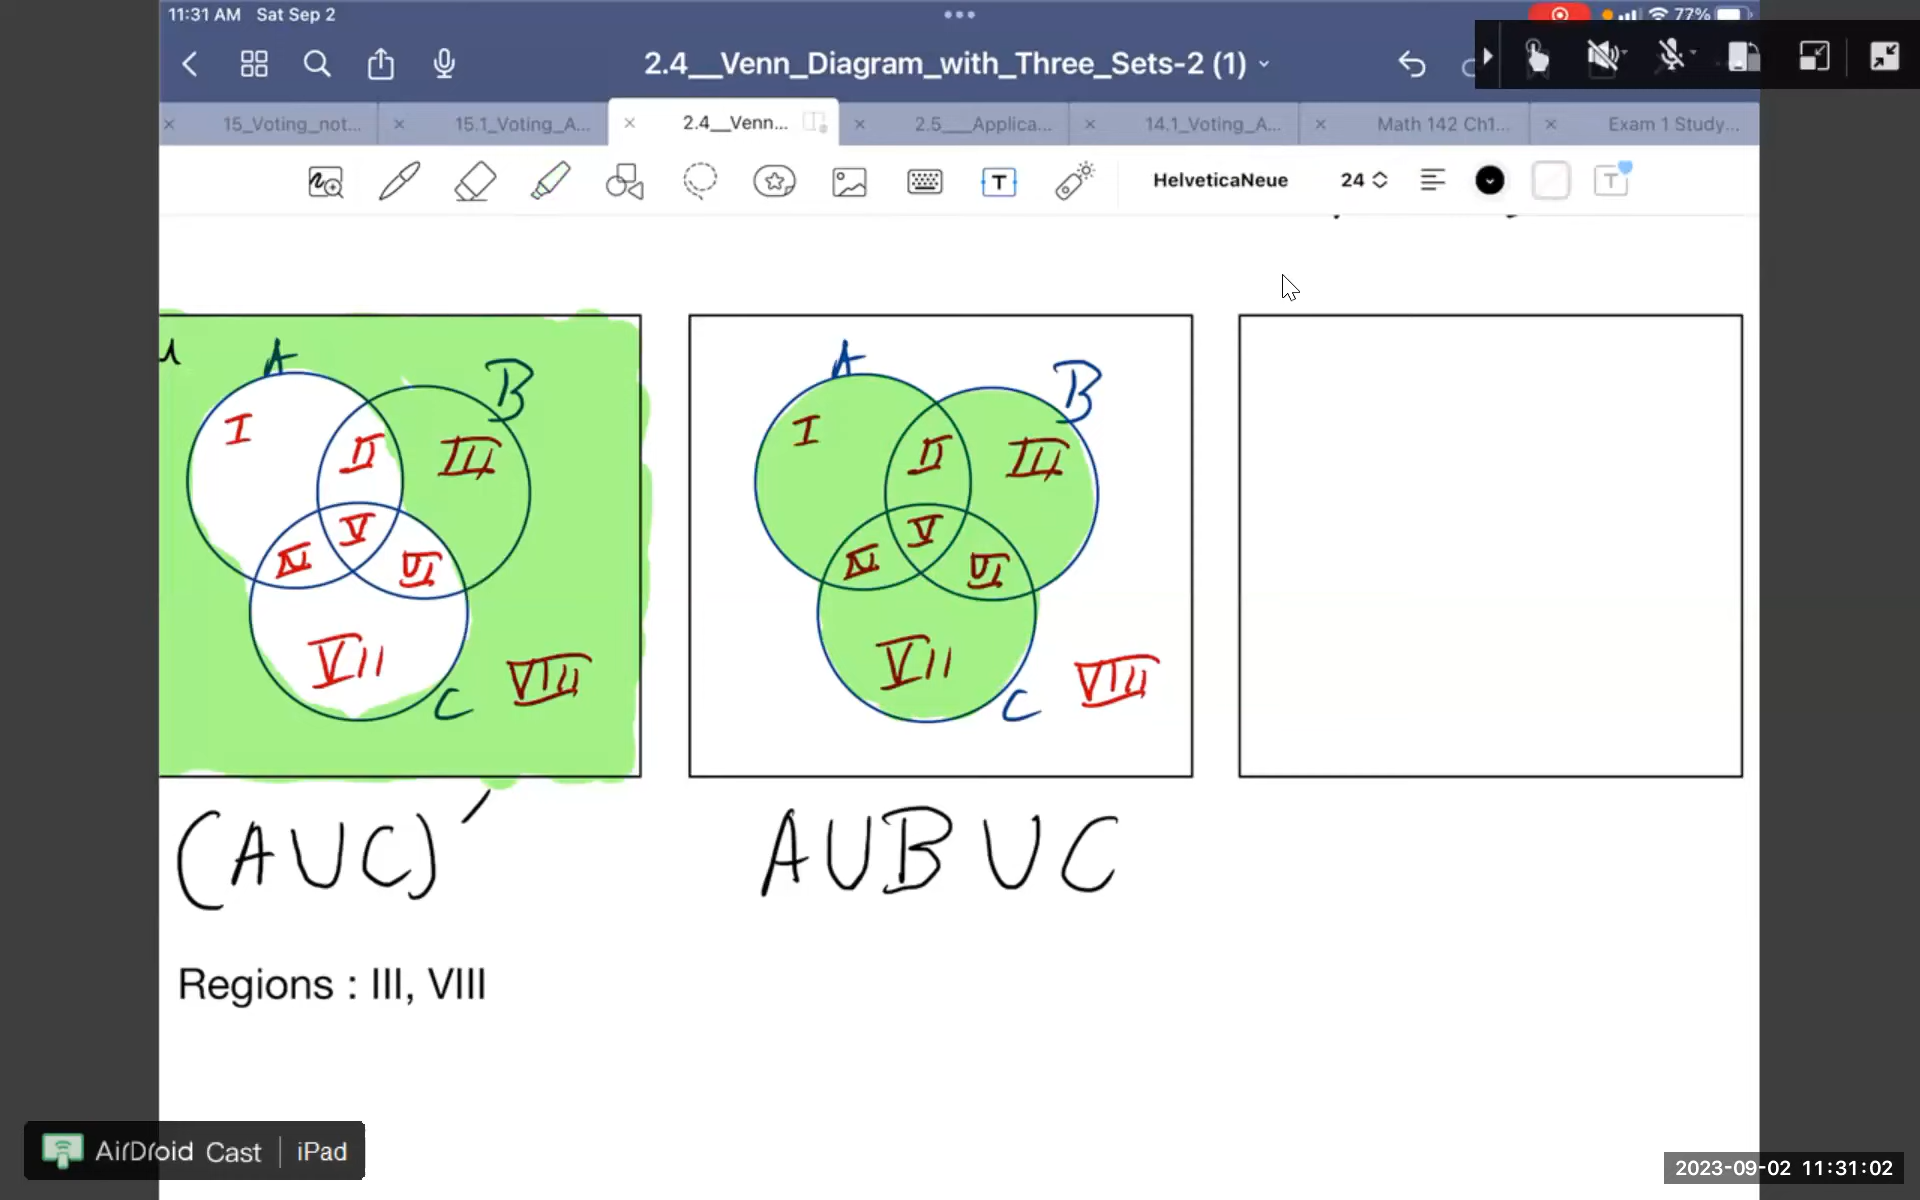 11:31 AM Sat Sep 2
77%
2.4__Venn_Diagram_with_Three_Sets-2 (1)
15_Voting_not...
15.1_Voting_A...
2.4__Venn...
2.5___Applica...
14.1_Voting_A...
Math 142 Ch1...
Exam 1 Study...
T
HelveticaNeue
24
T
u
A
B
I
II
III
IV
V
VI
VII
VIII
C
A
B
I
II
III
IV
V
VI
VII
VIII
C
(A∪C)′
A∪B∪C
Regions : III, VIII
AirDroid Cast | iPad
2023-09-02 11:31:02